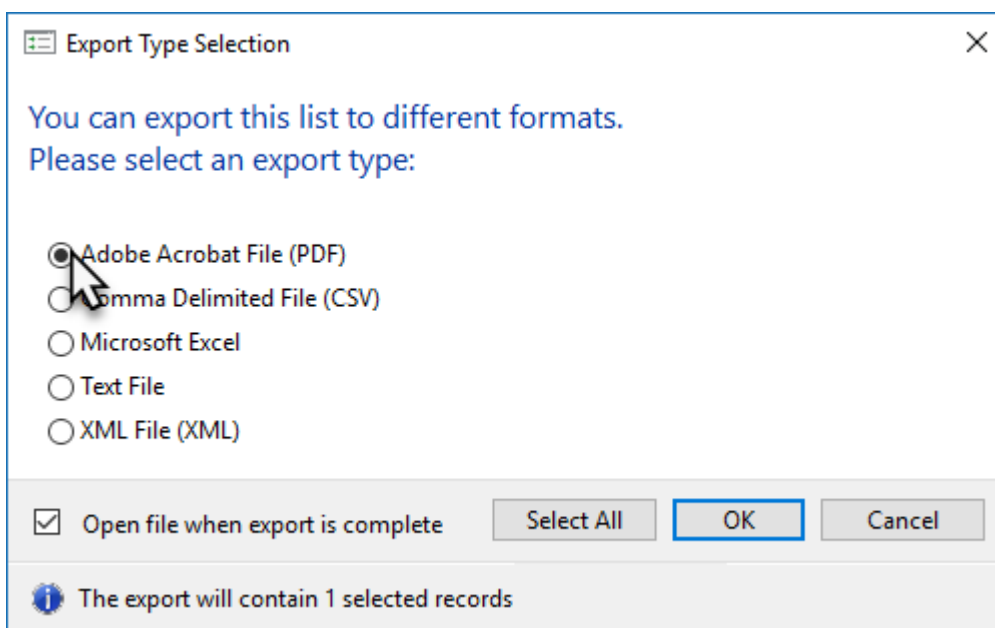 Export Type Selection
You can export this list to different formats.
Please select an export type:
Adobe Acrobat File (PDF)
Comma Delimited File (CSV)
Microsoft Excel
Text File
XML File (XML)
Open file when export is complete
Select All
OK
Cancel
The export will contain 1 selected records